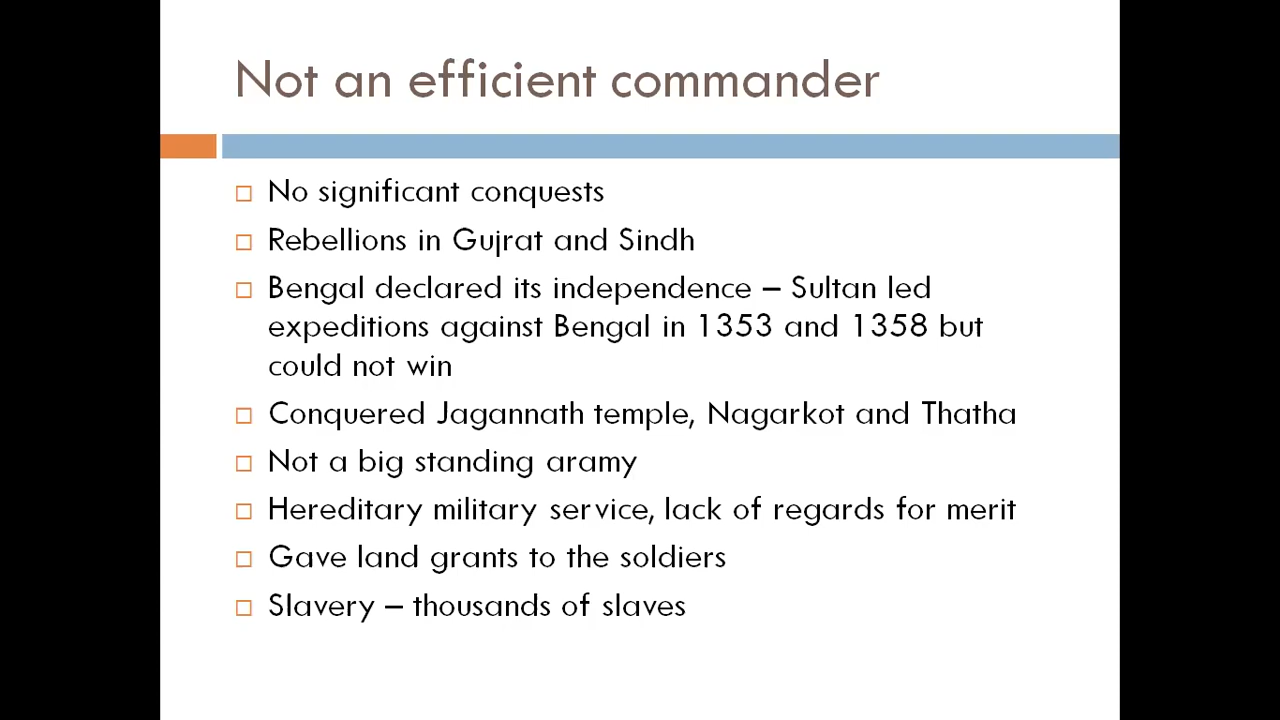 Not an efficient commander
No significant conquests
Rebellions in Gujrat and Sindh
Bengal declared its independence – Sultan led
expeditions against Bengal in 1353 and 1358 but
could not win
Conquered Jagannath temple, Nagarkot and Thatha
Not a big standing aramy
Hereditary military service, lack of regards for merit
Gave land grants to the soldiers
Slavery – thousands of slaves